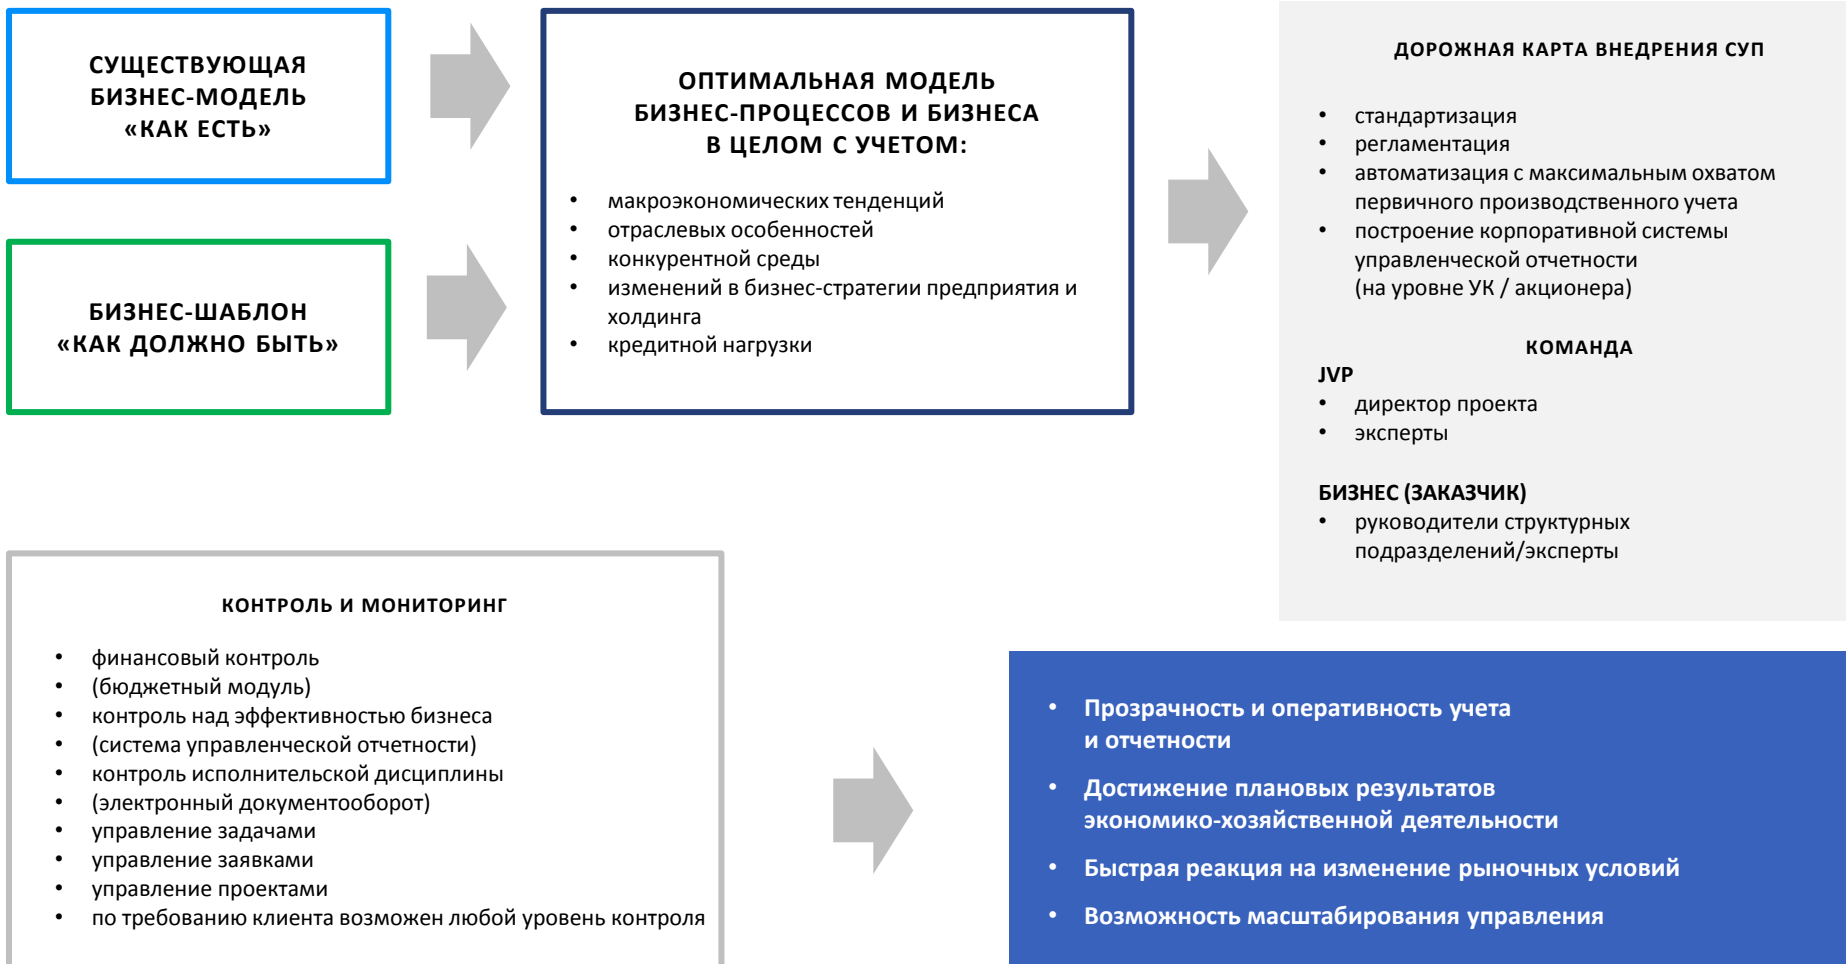 СУЩЕСТВУЮЩАЯ
БИЗНЕС-МОДЕЛЬ
«КАК ЕСТЬ»
БИЗНЕС-ШАБЛОН
«КАК ДОЛЖНО БЫТЬ»
ОПТИМАЛЬНАЯ МОДЕЛЬ
БИЗНЕС-ПРОЦЕССОВ И БИЗНЕСА
В ЦЕЛОМ С УЧЕТОМ:
• макроэкономических тенденций
• отраслевых особенностей
• конкурентной среды
• изменений в бизнес-стратегии предприятия и
холдинга
• кредитной нагрузки
ДОРОЖНАЯ КАРТА ВНЕДРЕНИЯ СУП
• стандартизация
• регламентация
• автоматизация с максимальным охватом
первичного производственного учета
• построение корпоративной системы
управленческой отчетности
(на уровне УК / акционера)
КОМАНДА
JVP
• директор проекта
• эксперты
БИЗНЕС (ЗАКАЗЧИК)
• руководители структурных
подразделений/эксперты
КОНТРОЛЬ И МОНИТОРИНГ
• финансовый контроль
• (бюджетный модуль)
• контроль над эффективностью бизнеса
• (система управленческой отчетности)
• контроль исполнительской дисциплины
• (электронный документооборот)
• управление задачами
• управление заявками
• управление проектами
• по требованию клиента возможен любой уровень контроля
• Прозрачность и оперативность учета
и отчетности
• Достижение плановых результатов
экономико-хозяйственной деятельности
• Быстрая реакция на изменение рыночных условий
• Возможность масштабирования управления